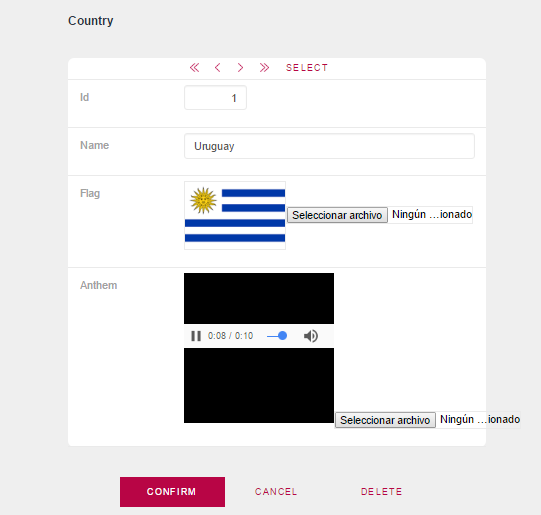 Country
SELECT
Id
1
Name
Uruguay
Flag
Seleccionar archivo Ningún ...ionado
Anthem
0:08 / 0:10
Seleccionar archivo Ningún ...ionado
CONFIRM CANCEL DELETE